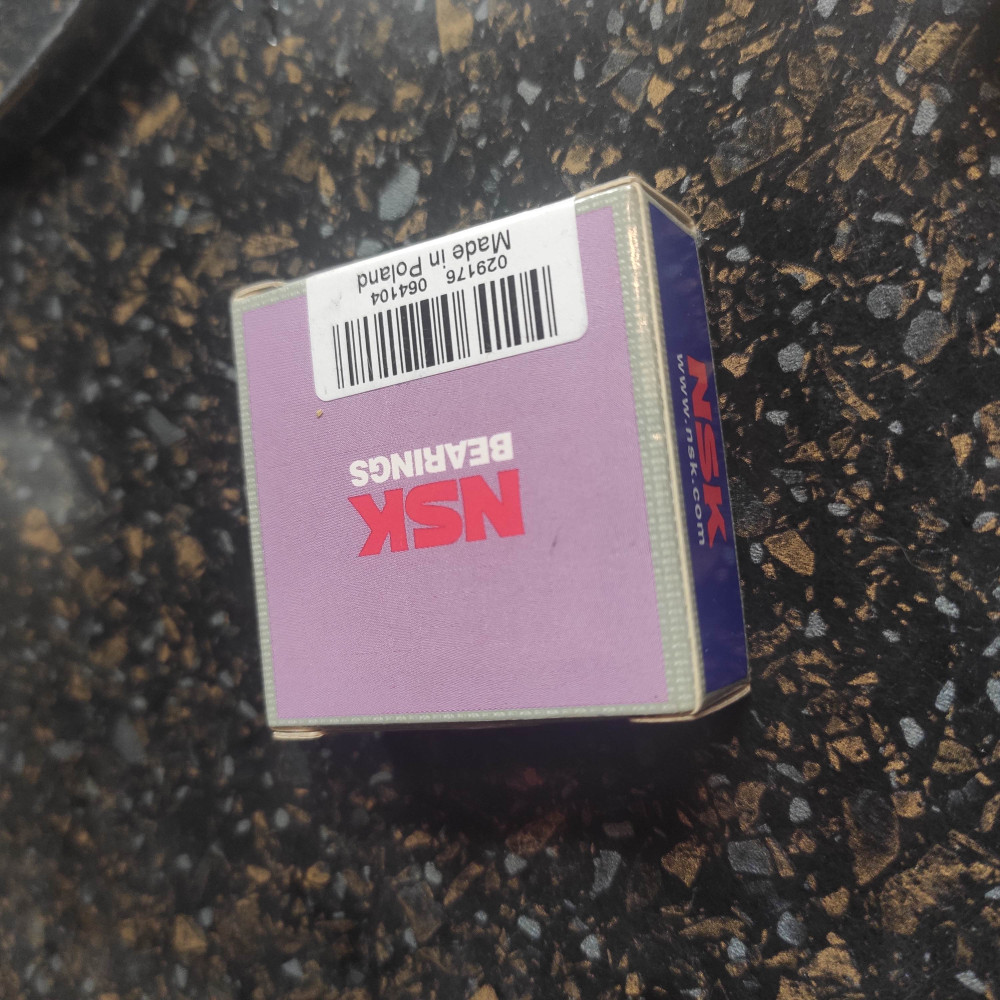 Made in Poland
029176 064104
NSK
BEARINGS
NSK
www.nsk.com